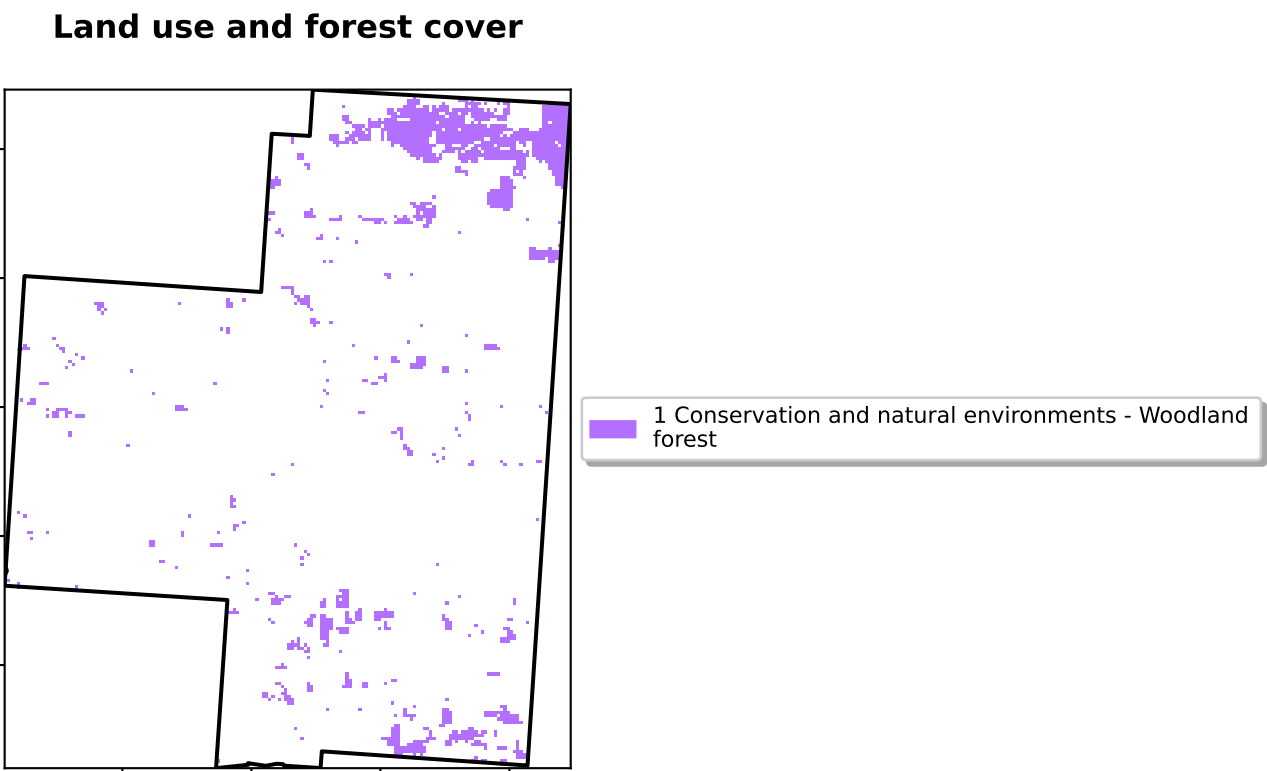 Land use and forest cover
1 Conservation and natural environments - Woodland
forest